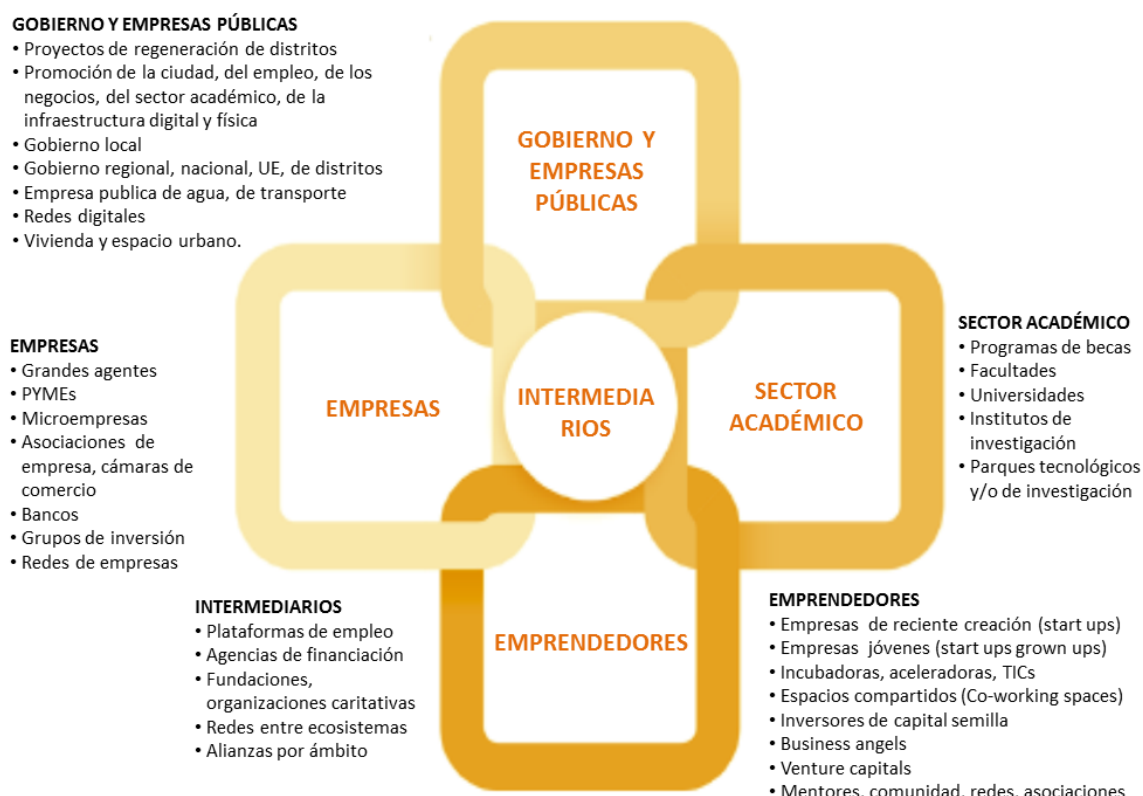 GOBIERNO Y EMPRESAS PÚBLICAS
• Proyectos de regeneración de distritos
• Promoción de la ciudad, del empleo, de los
negocios, del sector académico, de la
infraestructura digital y física
• Gobierno local
• Gobierno regional, nacional, UE, de distritos
• Empresa publica de agua, de transporte
• Redes digitales
• Vivienda y espacio urbano.
GOBIERNO Y
EMPRESAS
PÚBLICAS
EMPRESAS
• Grandes agentes
• PYMEs
• Microempresas
• Asociaciones de
empresa, cámaras de
comercio
• Bancos
• Grupos de inversión
• Redes de empresas
EMPRESAS
INTERMEDIA
RIOS
SECTOR
ACADÉMICO
SECTOR ACADÉMICO
• Programas de becas
• Facultades
• Universidades
• Institutos de
investigación
• Parques tecnológicos
y/o de investigación
INTERMEDIARIOS
• Plataformas de empleo
• Agencias de financiación
• Fundaciones,
organizaciones caritativas
• Redes entre ecosistemas
• Alianzas por ámbito
EMPRENDEDORES
EMPRENDEDORES
• Empresas de reciente creación (start ups)
• Empresas jóvenes (start ups grown ups)
• Incubadoras, aceleradoras, TICs
• Espacios compartidos (Co-working spaces)
• Inversores de capital semilla
• Business angels
• Venture capitals
• Mentores, comunidad, redes, asociaciones